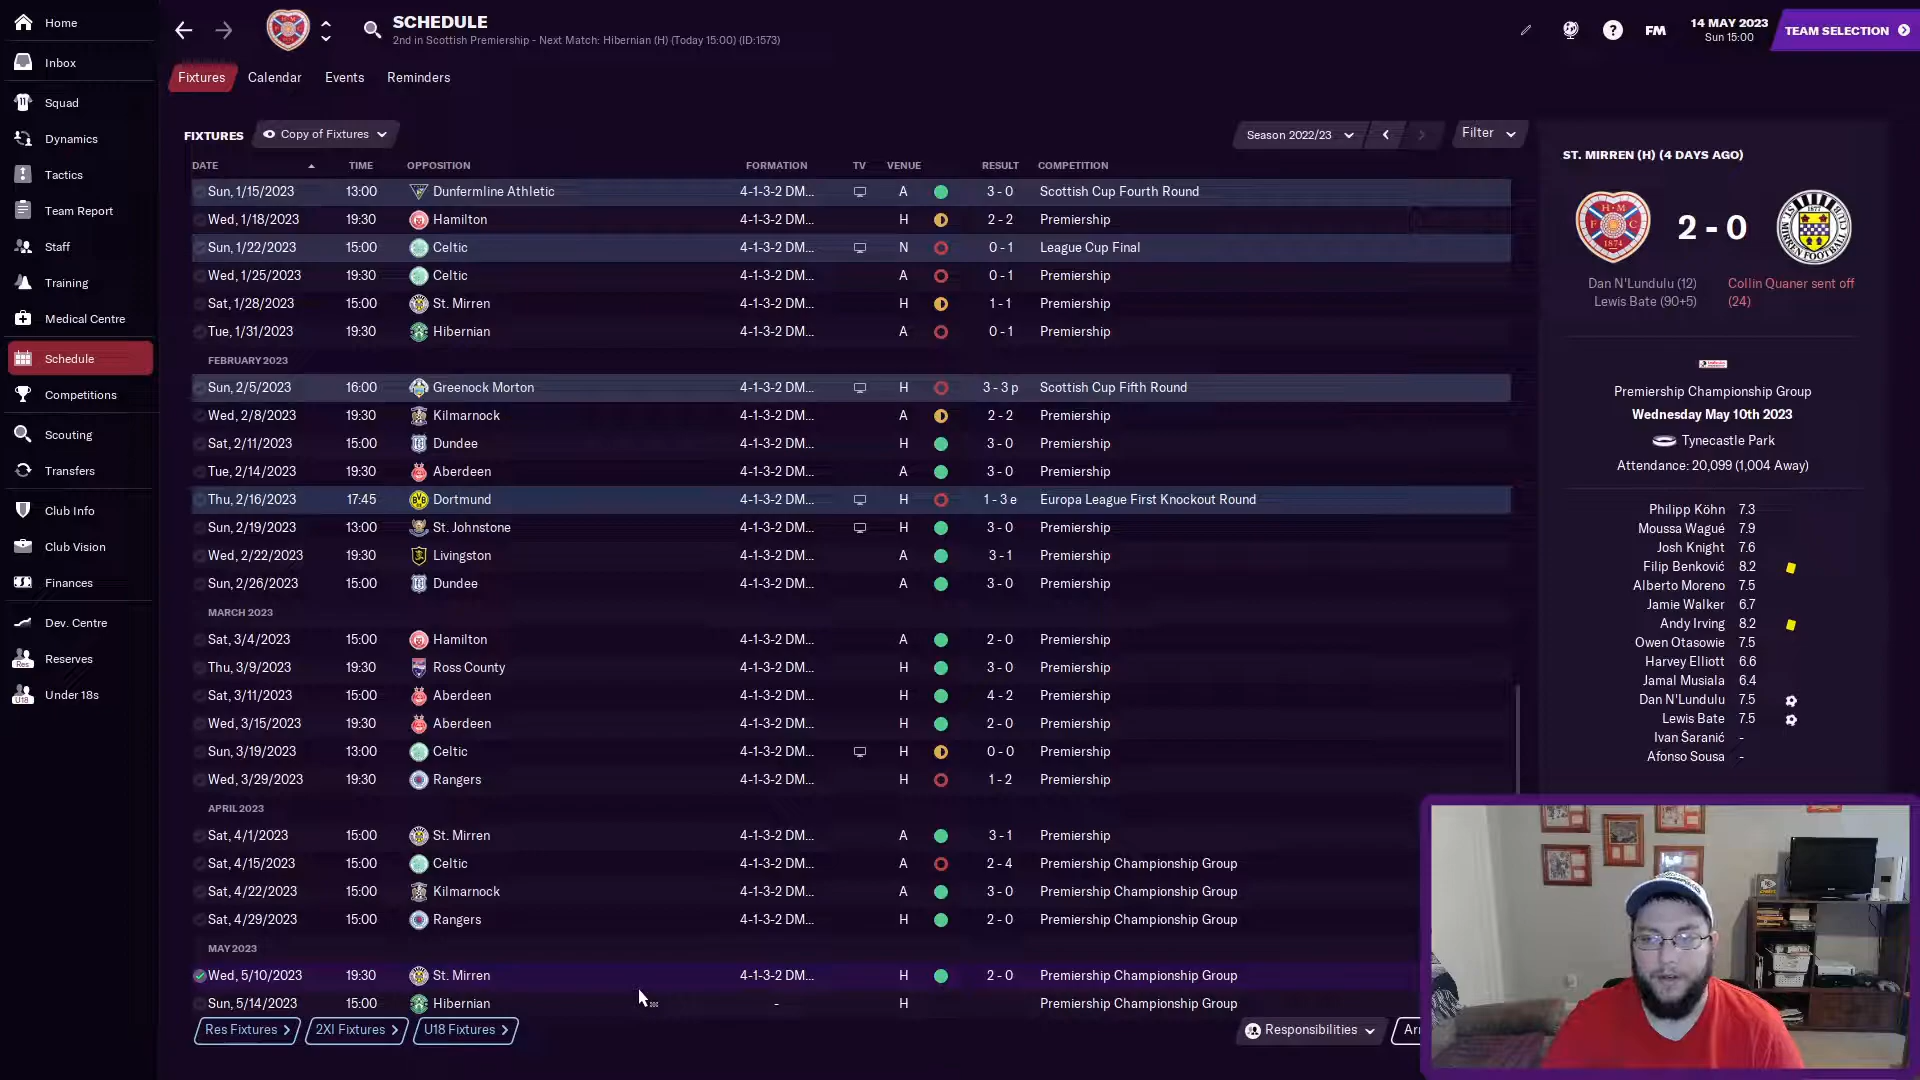 Home
Inbox
Squad
Dynamics
Tactics
Team Report
Staff
Training
Medical Centre
Schedule
Competitions
Scouting
Transfers
Club Info
Club Vision
Finances
Dev. Centre
Reserves
Under 18s
SCHEDULE
2nd in Scottish Premiership - Next Match: Hibernian (H) (Today 15:00) (ID:1573)
FM
14 MAY 2023
Sun 15:00
TEAM SELECTION
Fixtures Calendar Events Reminders
FIXTURES Copy of Fixtures Season 2022/23 Filter
DATE TIME OPPOSITION FORMATION TV VENUE RESULT COMPETITION
Sun, 1/15/2023 13:00 Dunfermline Athletic 4-1-3-2 DM... A 3 - 0 Scottish Cup Fourth Round
Wed, 1/18/2023 19:30 Hamilton 4-1-3-2 DM... H 2 - 2 Premiership
Sun, 1/22/2023 15:00 Celtic 4-1-3-2 DM... N 0 - 1 League Cup Final
Wed, 1/25/2023 19:30 Celtic 4-1-3-2 DM... A 0 - 1 Premiership
Sat, 1/28/2023 15:00 St. Mirren 4-1-3-2 DM... H 1 - 1 Premiership
Tue, 1/31/2023 19:30 Hibernian 4-1-3-2 DM... A 0 - 1 Premiership
FEBRUARY 2023
Sun, 2/5/2023 16:00 Greenock Morton 4-1-3-2 DM... H 3 - 3 p Scottish Cup Fifth Round
Wed, 2/8/2023 19:30 Kilmarnock 4-1-3-2 DM... A 2 - 2 Premiership
Sat, 2/11/2023 15:00 Dundee 4-1-3-2 DM... H 3 - 0 Premiership
Tue, 2/14/2023 19:30 Aberdeen 4-1-3-2 DM... A 3 - 0 Premiership
Thu, 2/16/2023 17:45 Dortmund 4-1-3-2 DM... H 1 - 3 e Europa League First Knockout Round
Sun, 2/19/2023 13:00 St. Johnstone 4-1-3-2 DM... H 3 - 0 Premiership
Wed, 2/22/2023 19:30 Livingston 4-1-3-2 DM... A 3 - 1 Premiership
Sun, 2/26/2023 15:00 Dundee 4-1-3-2 DM... A 3 - 0 Premiership
MARCH 2023
Sat, 3/4/2023 15:00 Hamilton 4-1-3-2 DM... A 2 - 0 Premiership
Thu, 3/9/2023 19:30 Ross County 4-1-3-2 DM... H 3 - 0 Premiership
Sat, 3/11/2023 15:00 Aberdeen 4-1-3-2 DM... H 4 - 2 Premiership
Wed, 3/15/2023 19:30 Aberdeen 4-1-3-2 DM... H 2 - 0 Premiership
Sun, 3/19/2023 13:00 Celtic 4-1-3-2 DM... H 0 - 0 Premiership
Wed, 3/29/2023 19:30 Rangers 4-1-3-2 DM... H 1 - 2 Premiership
APRIL 2023
Sat, 4/1/2023 15:00 St. Mirren 4-1-3-2 DM... A 3 - 1 Premiership
Sat, 4/15/2023 15:00 Celtic 4-1-3-2 DM... A 2 - 4 Premiership Championship Group
Sat, 4/22/2023 15:00 Kilmarnock 4-1-3-2 DM... A 3 - 0 Premiership Championship Group
Sat, 4/29/2023 15:00 Rangers 4-1-3-2 DM... H 2 - 0 Premiership Championship Group
MAY 2023
Wed, 5/10/2023 19:30 St. Mirren 4-1-3-2 DM... H 2 - 0 Premiership Championship Group
Sun, 5/14/2023 15:00 Hibernian - H Premiership Championship Group
Res Fixtures 2XI Fixtures U18 Fixtures Responsibilities Ar
ST. MIRREN (H) (4 DAYS AGO)
2 - 0
Dan N'Lundulu (12)
Lewis Bate (90+5)
Collin Quaner sent off
(24)
Premiership Championship Group
Wednesday May 10th 2023
Tynecastle Park
Attendance: 20,099 (1,004 Away)
Philipp Köhn 7.3
Moussa Wagué 7.9
Josh Knight 7.6
Filip Benković 8.2
Alberto Moreno 7.5
Jamie Walker 6.7
Andy Irving 8.2
Owen Otasowie 7.5
Harvey Elliott 6.6
Jamal Musiala 6.4
Dan N'Lundulu 7.5
Lewis Bate 7.5
Ivan Šaranić -
Afonso Sousa -